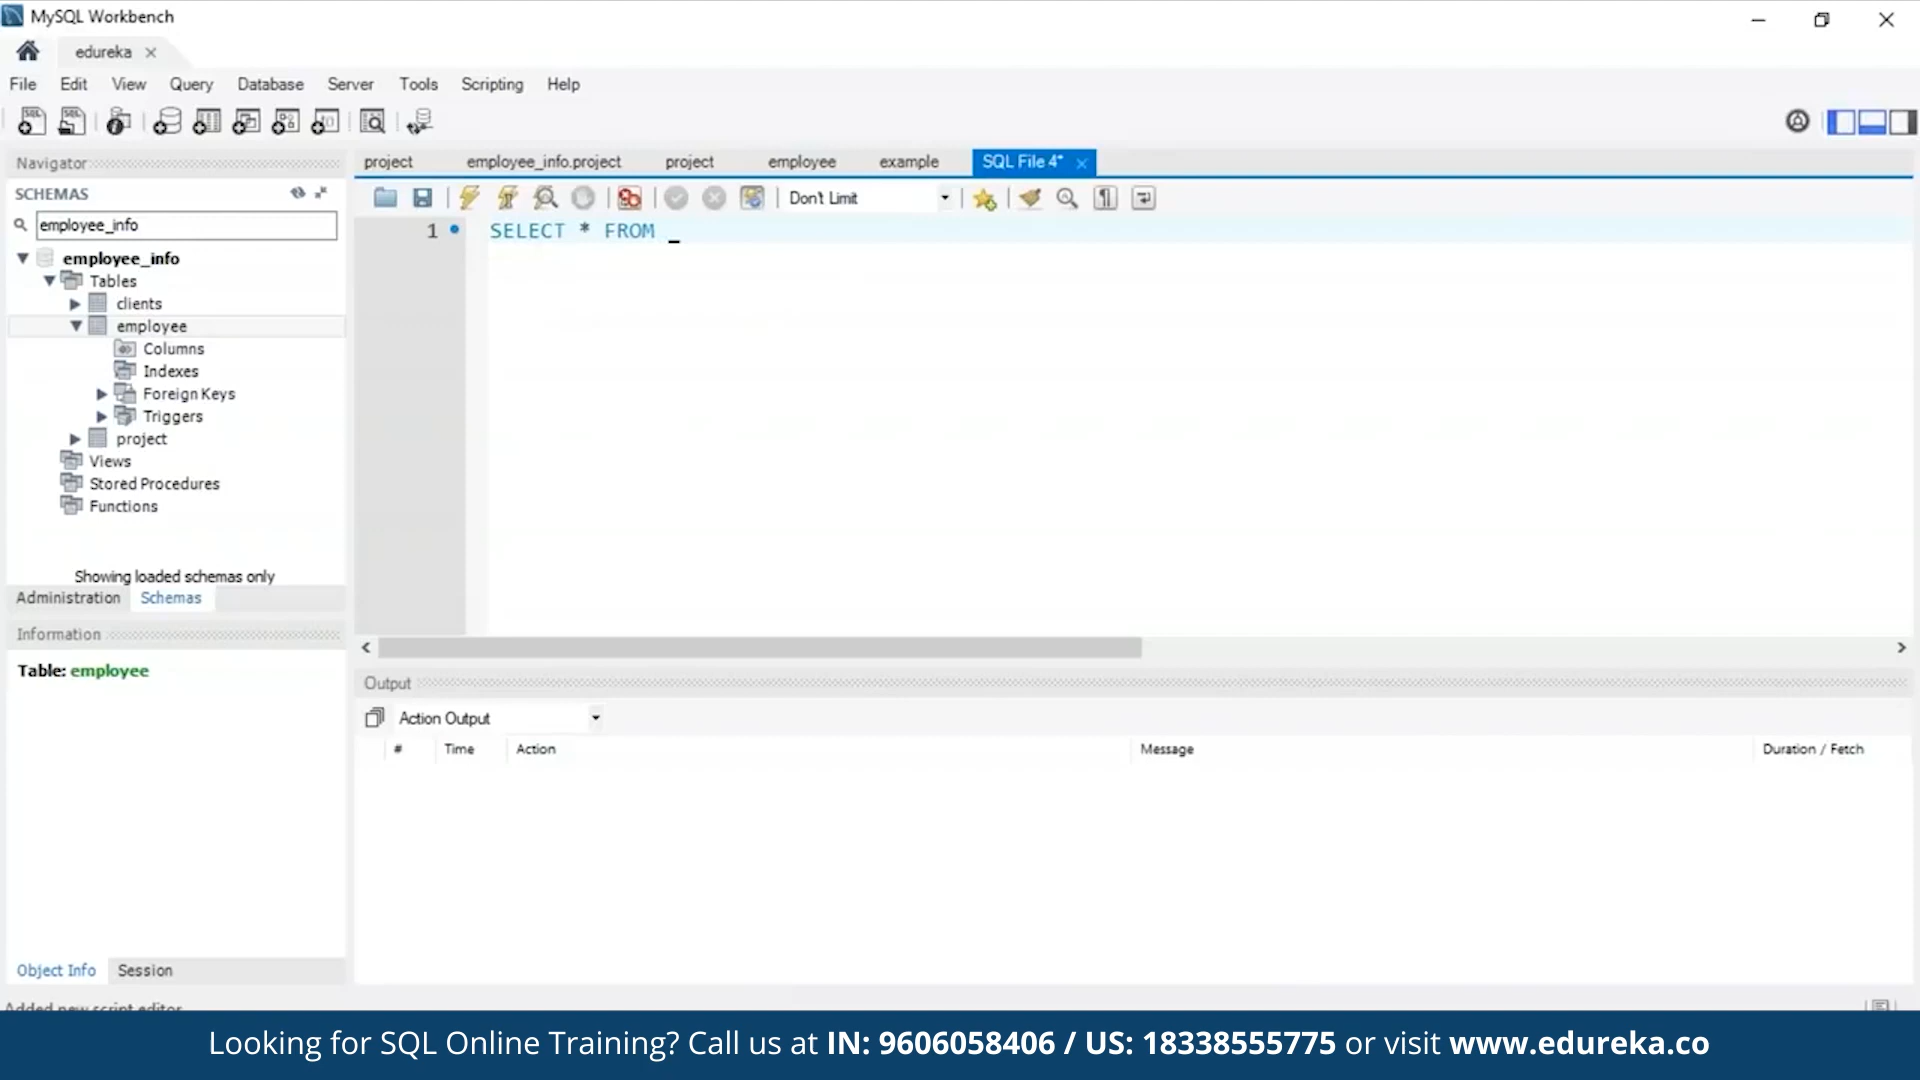 MySQL Workbench
edureka
File Edit View Query Database Server Tools Scripting Help
Navigator
SCHEMAS
employee_info
employee_info
Tables
clients
employee
Columns
Indexes
Foreign Keys
Triggers
project
Views
Stored Procedures
Functions
Showing loaded schemas only
Administration Schemas
Information
Table: employee
Object Info Session
Added new script editor
project employee_info.project project employee example SQL File 4*
Don't Limit
1 SELECT * FROM _
Output
Action Output
# Time Action Message Duration / Fetch
Looking for SQL Online Training? Call us at IN: 9606058406 / US: 18338555775 or visit www.edureka.co